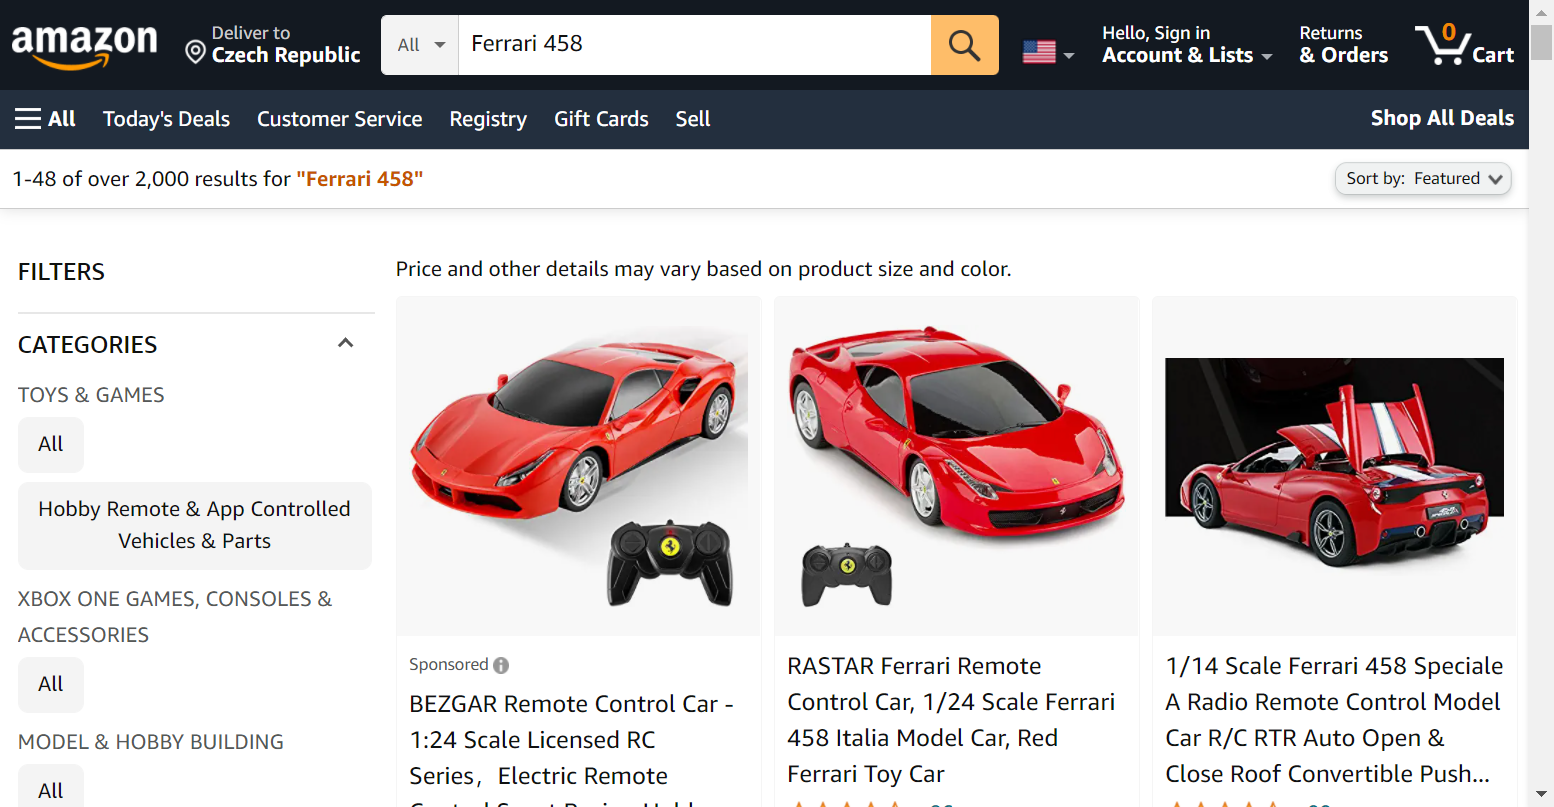 amazon
Deliver to
Czech Republic
All
Ferrari 458
Hello, Sign in
Account & Lists
Returns
& Orders
0
Cart
All
Today's Deals
Customer Service
Registry
Gift Cards
Sell
Shop All Deals
1-48 of over 2,000 results for "Ferrari 458"
Sort by: Featured
FILTERS
Price and other details may vary based on product size and color.
CATEGORIES
TOYS & GAMES
All
Hobby Remote & App Controlled
Vehicles & Parts
XBOX ONE GAMES, CONSOLES &
ACCESSORIES
All
MODEL & HOBBY BUILDING
All
Sponsored
BEZGAR Remote Control Car -
1:24 Scale Licensed RC
Series，Electric Remote
RASTAR Ferrari Remote
Control Car, 1/24 Scale Ferrari
458 Italia Model Car, Red
Ferrari Toy Car
1/14 Scale Ferrari 458 Speciale
A Radio Remote Control Model
Car R/C RTR Auto Open &
Close Roof Convertible Push...